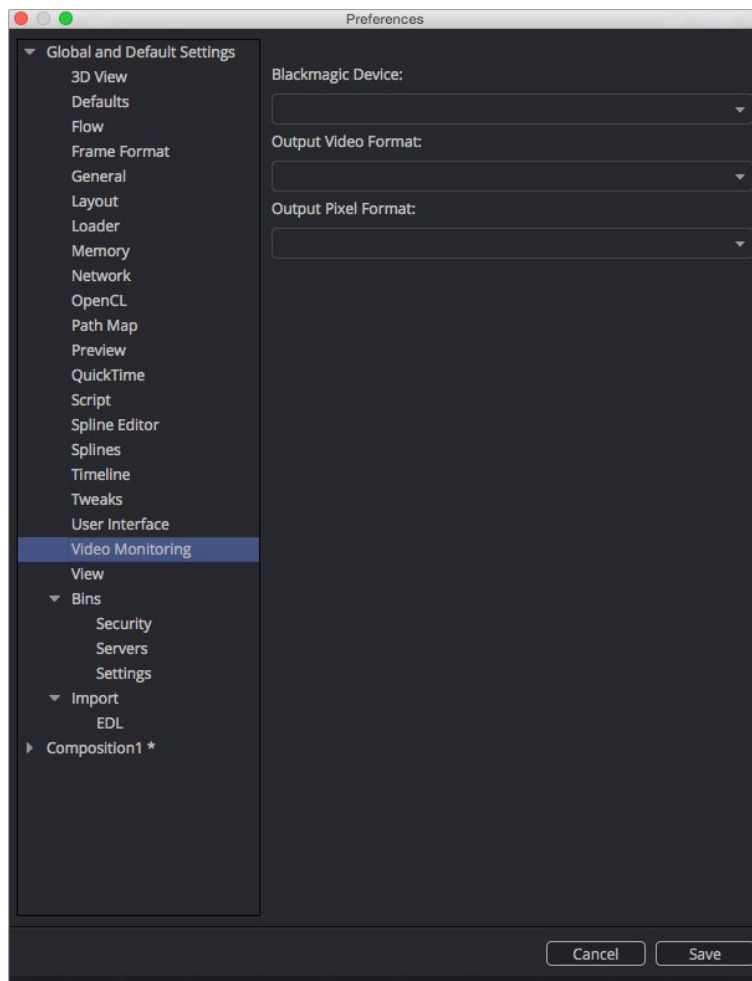 Preferences
Global and Default Settings
3D View
Defaults
Flow
Frame Format
General
Layout
Loader
Memory
Network
OpenCL
Path Map
Preview
QuickTime
Script
Spline Editor
Splines
Timeline
Tweaks
User Interface
Video Monitoring
View
Bins
Security
Servers
Settings
Import
EDL
Composition1 *
Blackmagic Device:
Output Video Format:
Output Pixel Format:
Cancel
Save